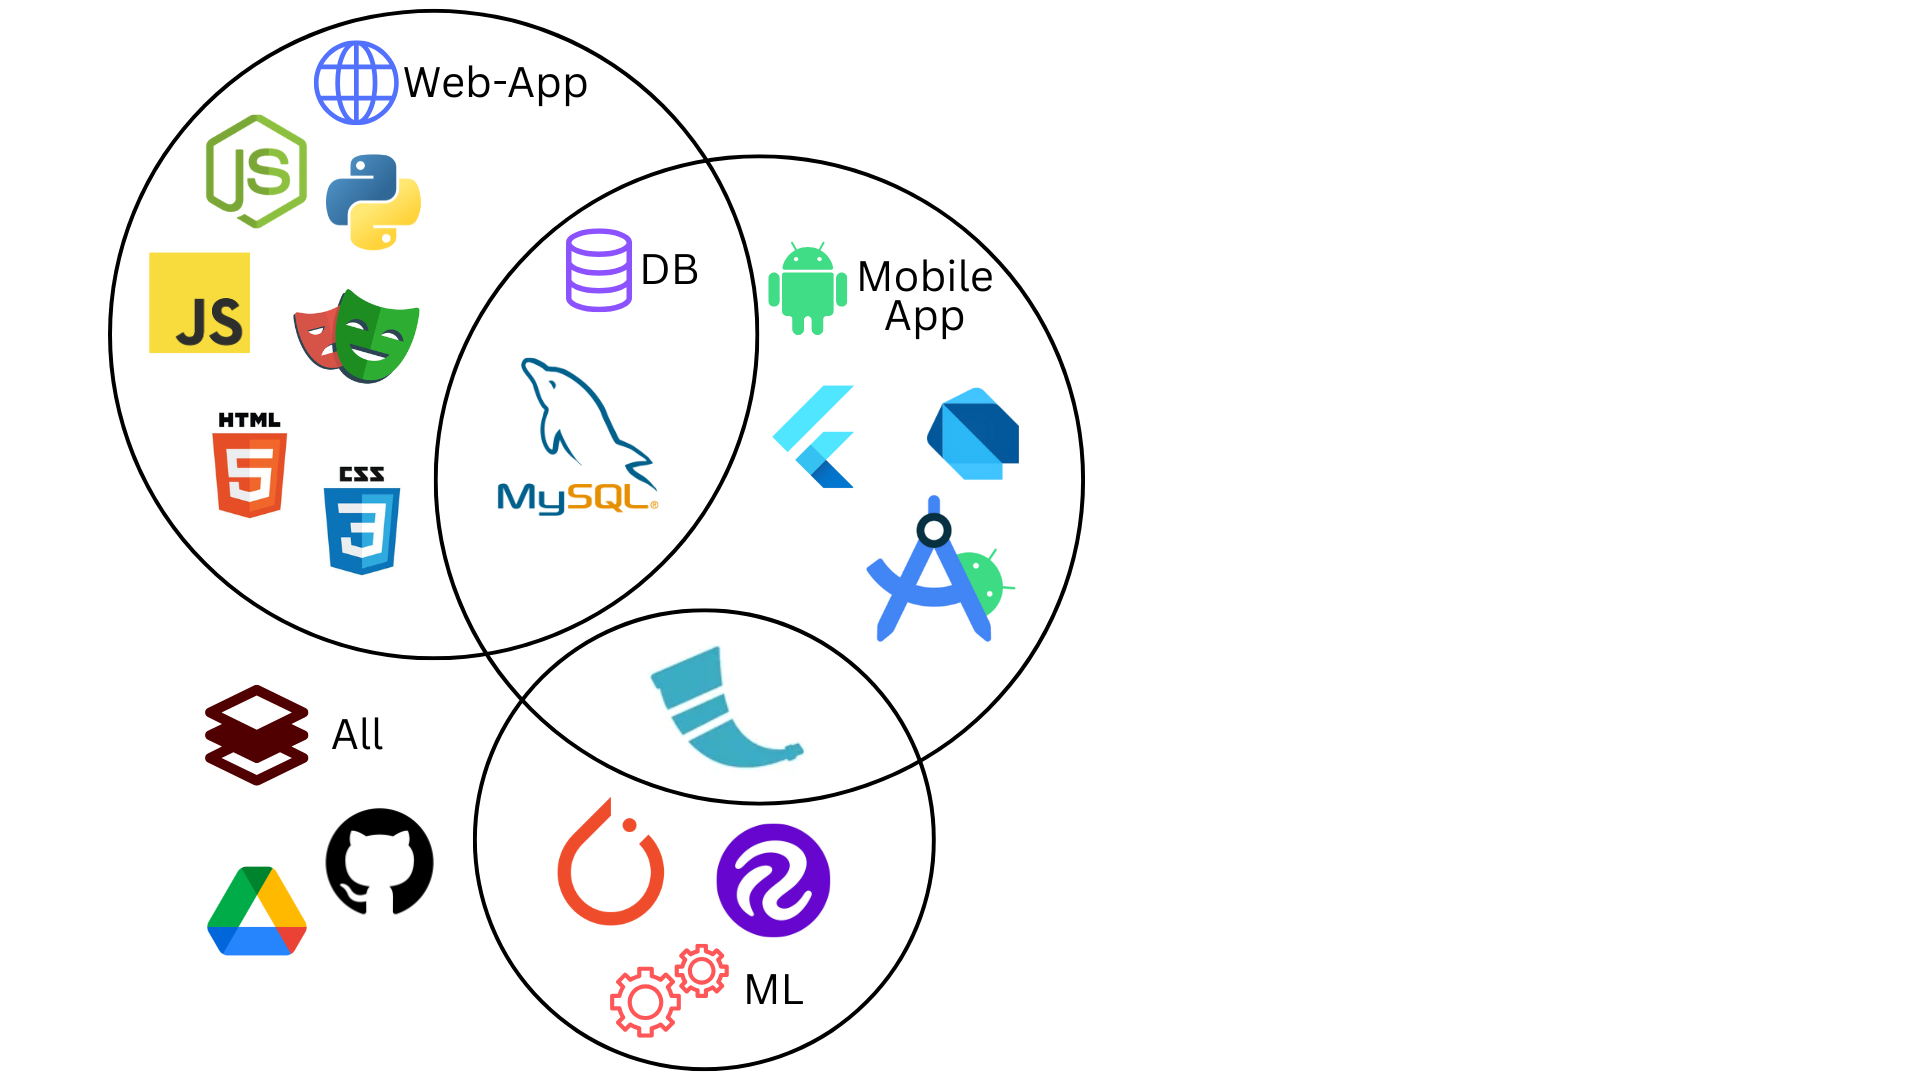 Web-App
JS
JS
HTML
5
CSS
3
DB
MySQL®
Mobile
App
All
ML